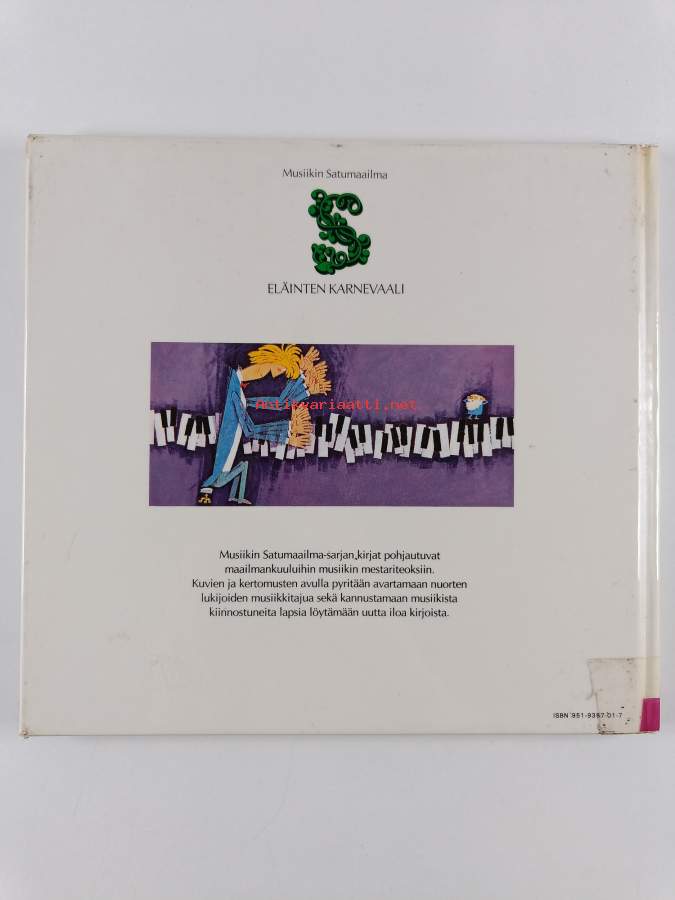 Musiikin Satumaailma
S
ELÄINTEN KARNEVAALI
Antikvariaatti.net
Musiikin Satumaailma-sarjan kirjat pohjautuvat
maailmankuuluihin musiikin mestariteoksiin.
Kuvien ja kertomusten avulla pyritään avartamaan nuorten
lukijoiden musiikkitajua sekä kannustamaan musiikista
kiinnostuneita lapsia löytämään uutta iloa kirjoista.
ISBN 951-9367-01-7